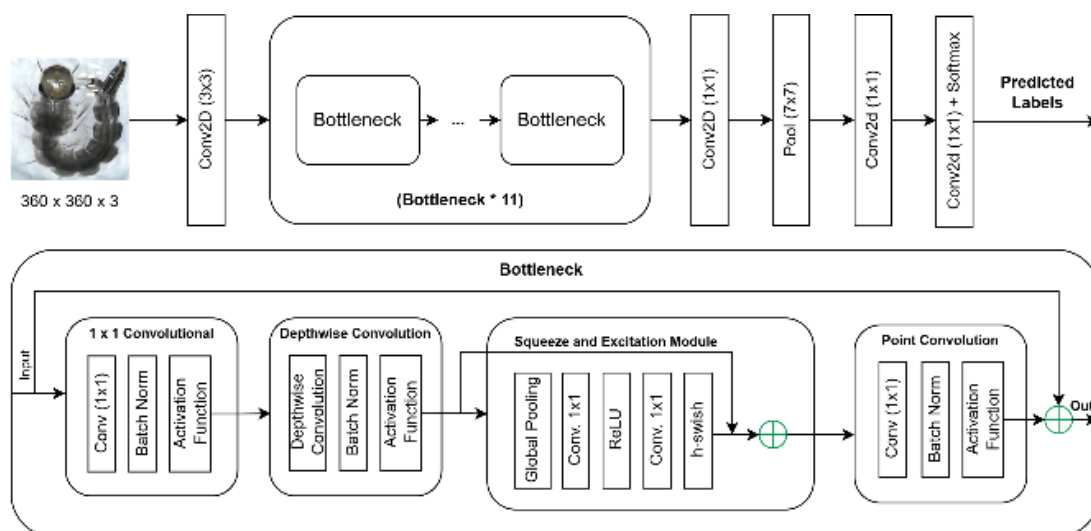 360 x 360 x 3
Conv2D (3x3)
Bottleneck
...
Bottleneck
(Bottleneck * 11)
Conv2D (1x1)
Pool (7x7)
Conv2d (1x1)
Conv2d (1x1) + Softmax
Predicted
Labels
Bottleneck
Input
1 x 1 Convolutional
Conv (1x1)
Batch Norm
Activation
Function
Depthwise Convolution
Depthwise
Convolution
Batch Norm
Activation
Function
Squeeze and Excitation Module
Global Pooling
Conv. 1x1
ReLU
Conv. 1x1
h-swish
Point Convolution
Conv (1x1)
Batch Norm
Activation
Function
Out